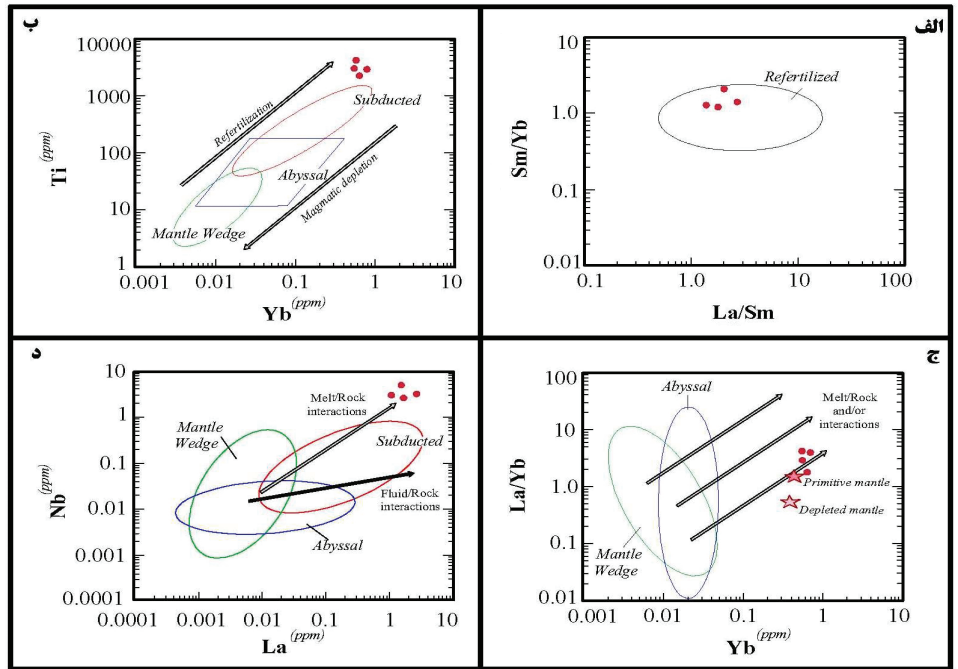 الف
10
1.0
0.1
0.01
Sm/Yb
Refertilized
0.1
1.0
10
100
La/Sm
ب
10000
1000
100
10
1
Ti (ppm)
Refertilization
Subducted
Abyssal
Magmatic depletion
Mantle Wedge
0.001
0.01
0.1
1
10
Yb (ppm)
ج
100
10
1.0
0.1
0.01
La/Yb
Abyssal
Melt/Rock
and/or
interactions
Primitive mantle
Depleted mantle
Mantle
Wedge
0.001
0.01
0.1
1
10
Yb (ppm)
د
10
1
0.1
0.01
0.001
0.0001
Nb (ppm)
Melt/Rock
interactions
Mantle
Wedge
Subducted
Fluid/Rock
interactions
Abyssal
0.0001
0.001
0.01
0.1
1
10
La (ppm)